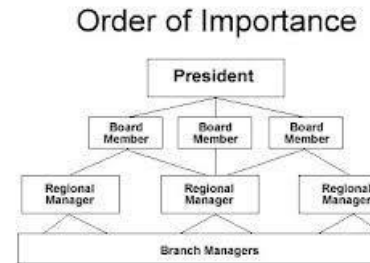 Order of Importance
President
Board
Member
Board
Member
Board
Member
Regional
Manager
Regional
Manager
Regional
Manager
Branch Managers